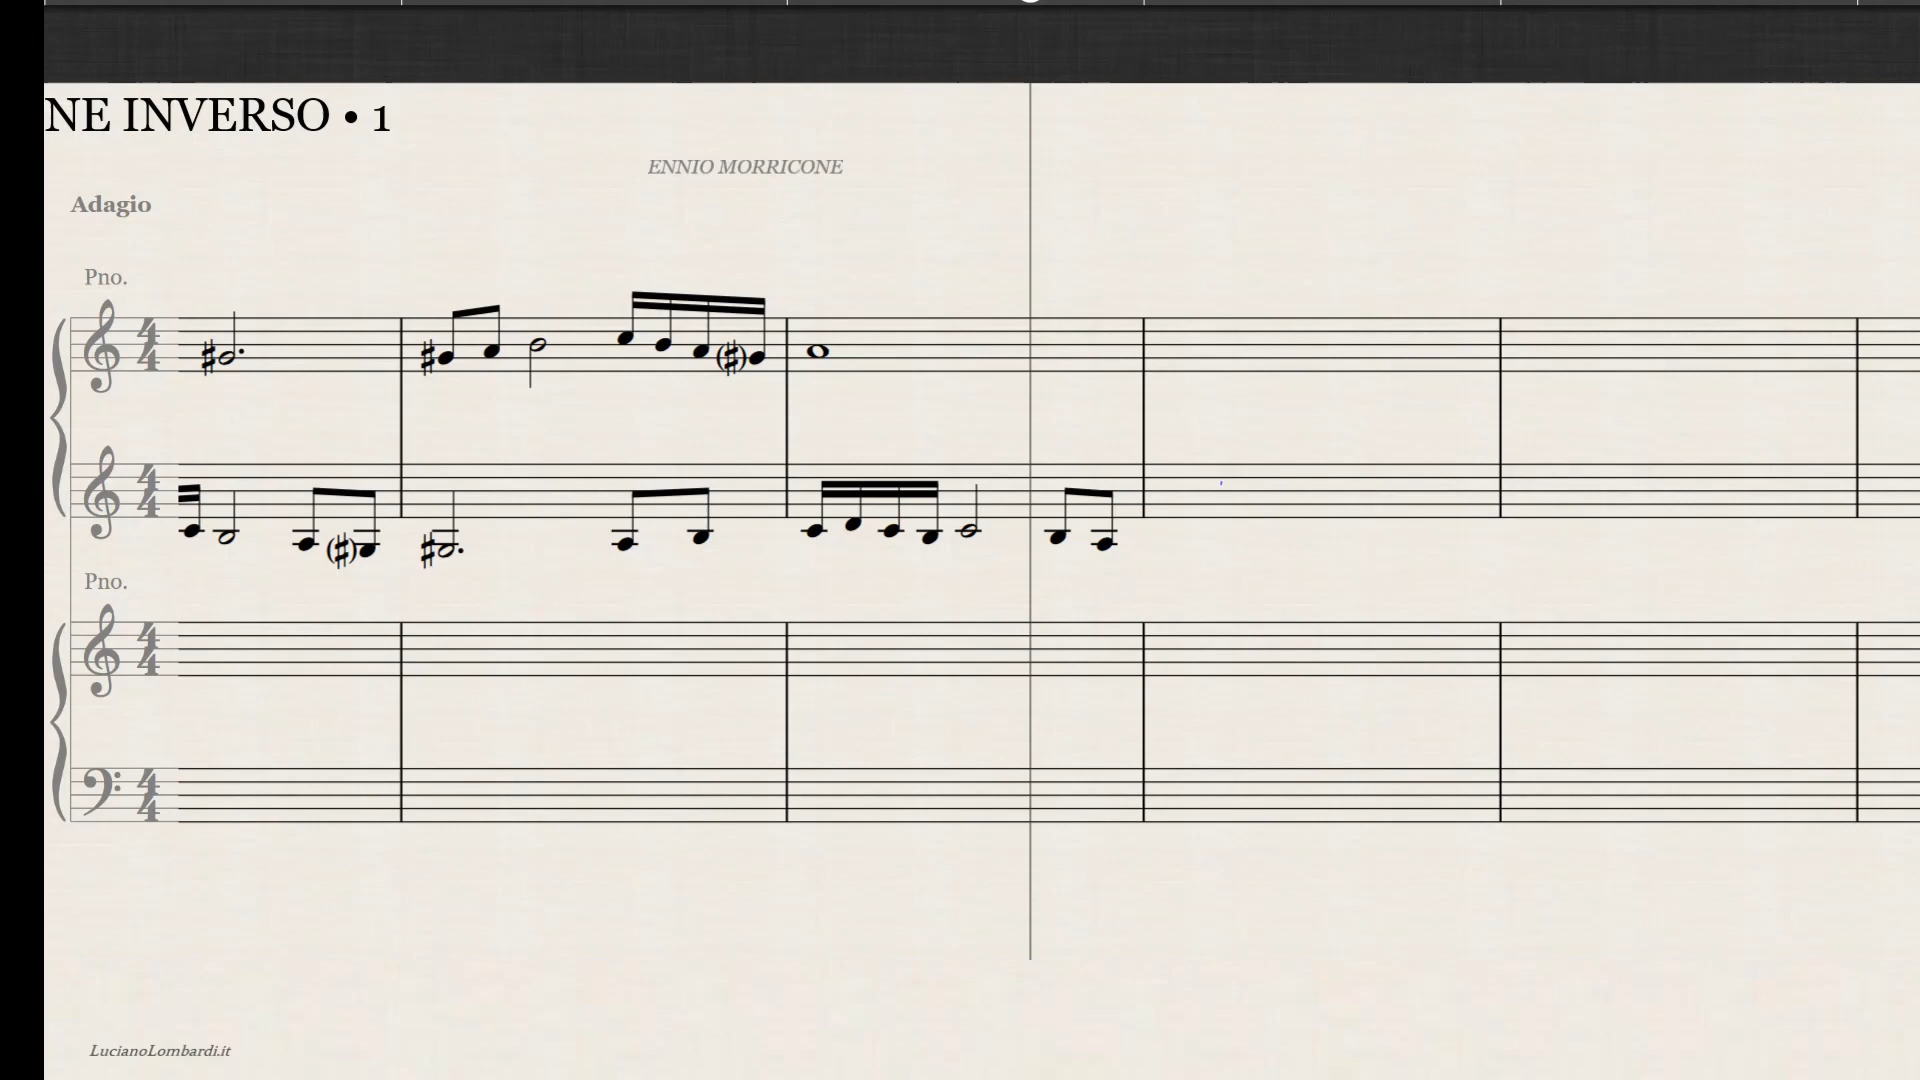 NE INVERSO • 1
ENNIO MORRICONE
Adagio
Pno.
Pno.
LucianoLombardi.it